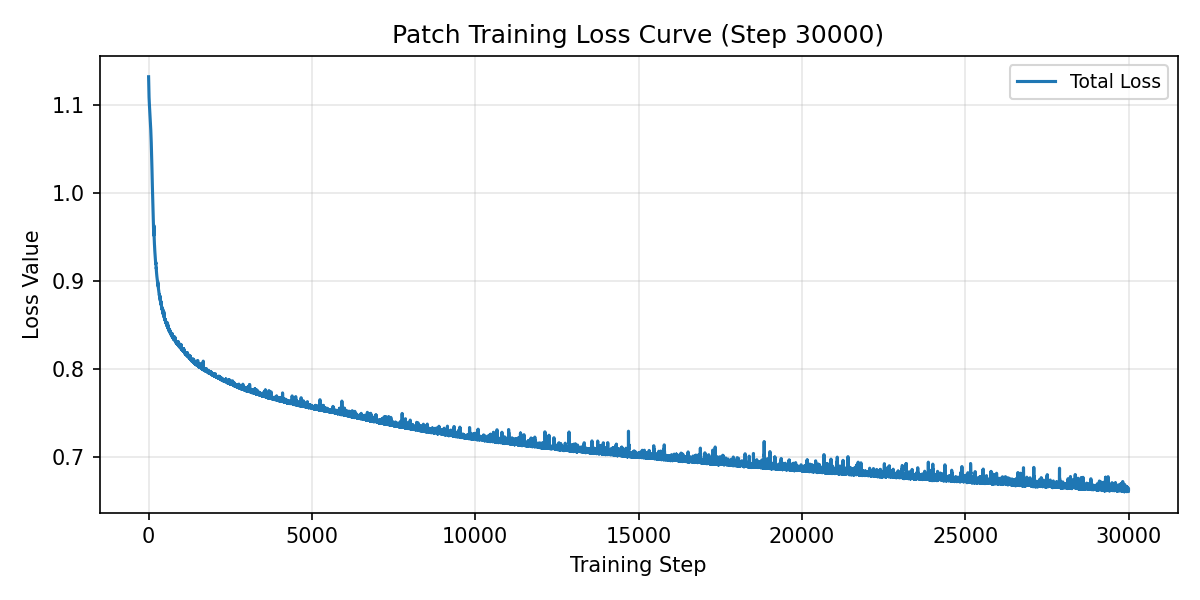 Patch Training Loss Curve (Step 30000)
Total Loss
Loss Value
1.1
1.0
0.9
0.8
0.7
0 5000 10000 15000 20000 25000 30000
Training Step